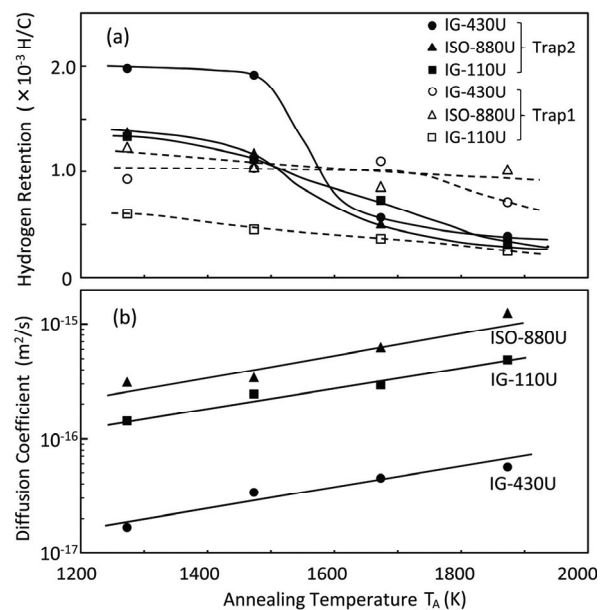 (a)
IG-430U
ISO-880U
Trap2
IG-110U
IG-430U
ISO-880U
Trap1
IG-110U
Hydrogen Retention (×10⁻³ H/C)
2.0
1.0
0
(b)
10⁻¹⁵
10⁻¹⁶
10⁻¹⁷
ISO-880U
IG-110U
IG-430U
Diffusion Coefficient (m²/s)
1200 1400 1600 1800 2000
Annealing Temperature T_A (K)